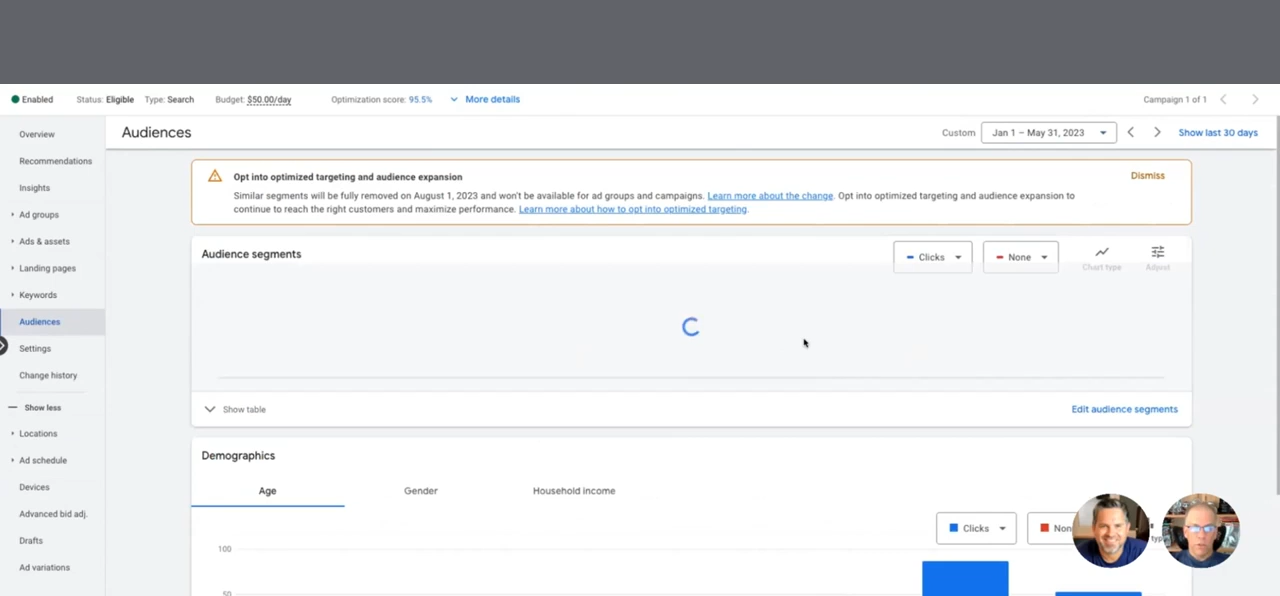 Enabled Status: Eligible Type: Search Budget: $50.00/day Optimization score: 95.5% More details Campaign 1 of 1
Overview
Recommendations
Insights
Ad groups
Ads & assets
Landing pages
Keywords
Audiences
Settings
Change history
Show less
Locations
Ad schedule
Devices
Advanced bid adj.
Drafts
Ad variations
Audiences Custom Jan 1 – May 31, 2023 Show last 30 days
Opt into optimized targeting and audience expansion Dismiss
Similar segments will be fully removed on August 1, 2023 and won't be available for ad groups and campaigns. Learn more about the change. Opt into optimized targeting and audience expansion to
continue to reach the right customers and maximize performance. Learn more about how to opt into optimized targeting.
Audience segments Clicks None Chart type Adjust
Show table Edit audience segments
Demographics
Age Gender Household income
Clicks
100
50